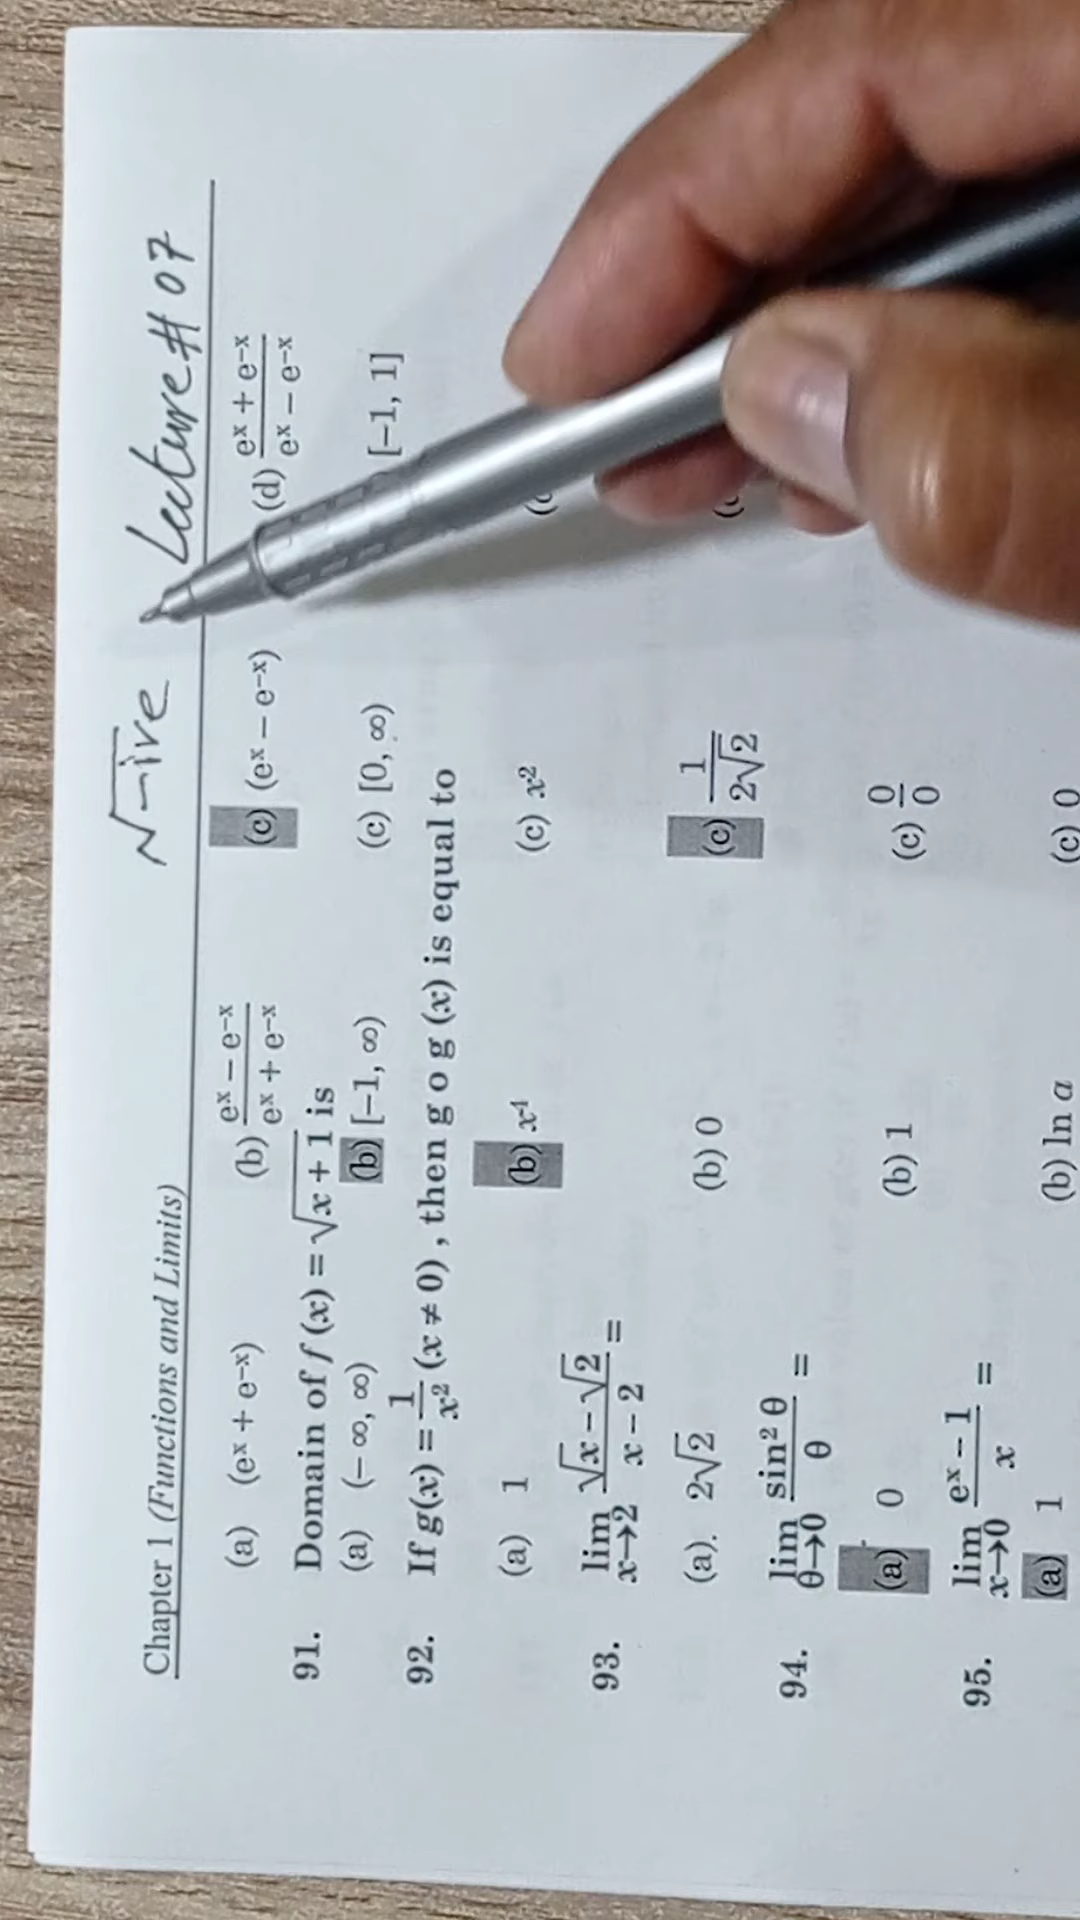 √-ive Lecture # 07
Chapter 1 (Functions and Limits)
(a) (eˣ + e⁻ˣ) (b) (eˣ − e⁻ˣ)/(eˣ + e⁻ˣ) (c) (eˣ − e⁻ˣ) (d) (eˣ + e⁻ˣ)/(eˣ − e⁻ˣ)
91. Domain of f (x) = √(x + 1) is
(a) (− ∞, ∞) (b) [−1, ∞) (c) [0, ∞) [−1, 1]
92. If g(x) = 1/x² (x ≠ 0) , then g o g (x) is equal to
(a) 1 (b) x⁴ (c) x²
93. lim x→2 (√x − √2)/(x − 2) =
(a). 2√2 (b) 0 (c) 1/(2√2)
94. lim θ→0 (sin² θ)/θ =
(a) 0 (b) 1 (c) 0/0
95. lim x→0 (eˣ − 1)/x =
(a) 1 (b) ln a (c) 0